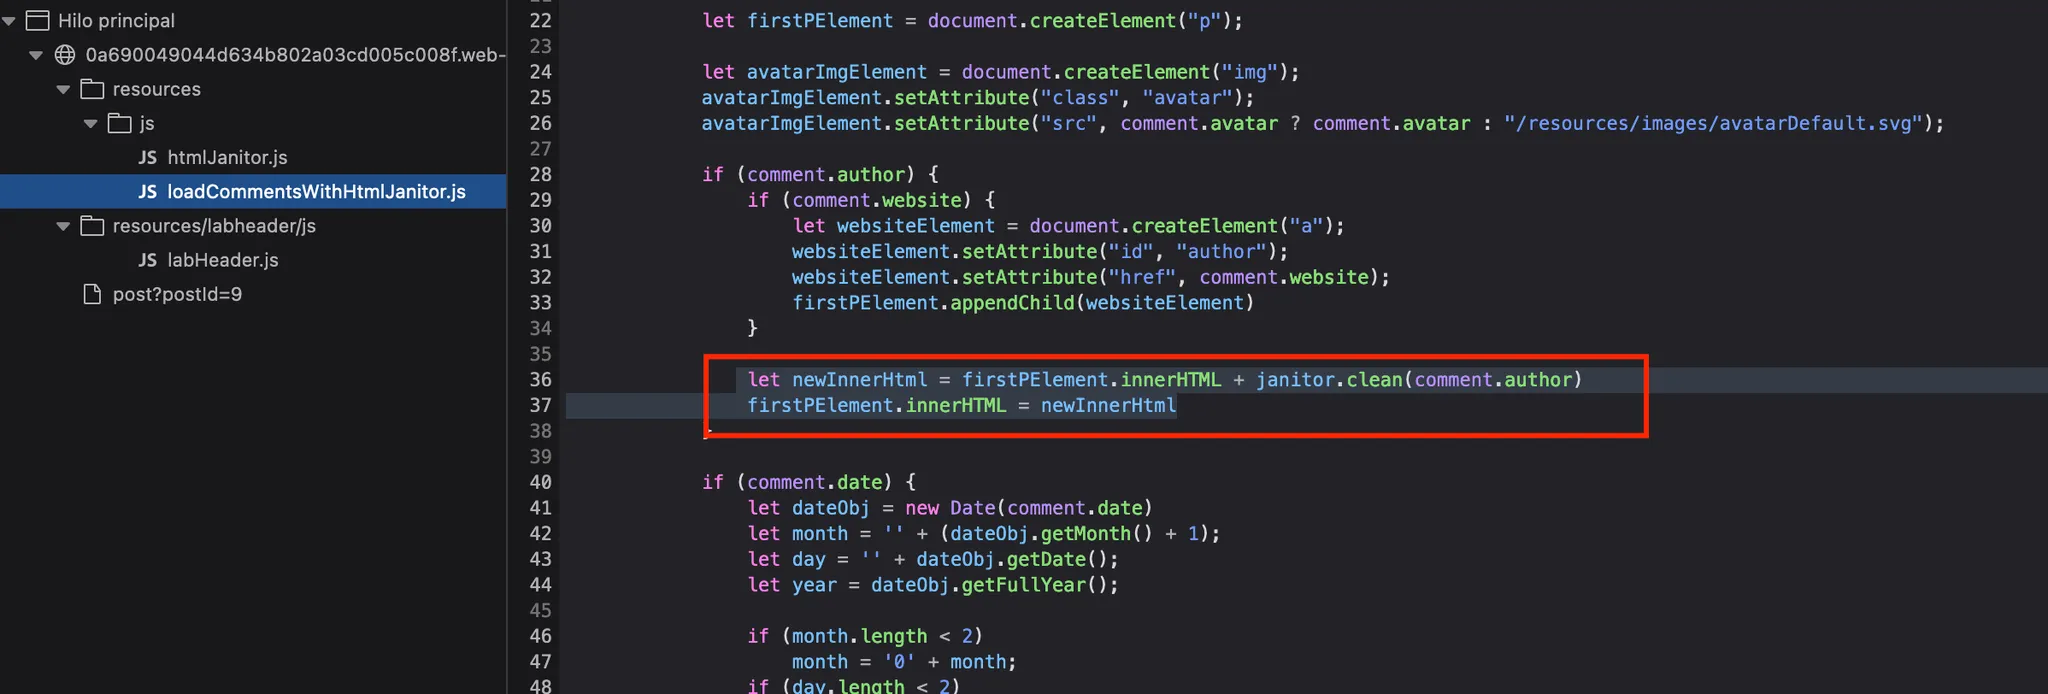 Hilo principal
0a690049044d634b802a03cd005c008f.web-
resources
js
JS htmlJanitor.js
JS loadCommentsWithHtmlJanitor.js
resources/labheader/js
JS labHeader.js
post?postId=9
22 let firstPElement = document.createElement("p");
23
24 let avatarImgElement = document.createElement("img");
25 avatarImgElement.setAttribute("class", "avatar");
26 avatarImgElement.setAttribute("src", comment.avatar ? comment.avatar : "/resources/images/avatarDefault.svg");
27
28 if (comment.author) {
29 if (comment.website) {
30 let websiteElement = document.createElement("a");
31 websiteElement.setAttribute("id", "author");
32 websiteElement.setAttribute("href", comment.website);
33 firstPElement.appendChild(websiteElement)
34 }
35
36 let newInnerHtml = firstPElement.innerHTML + janitor.clean(comment.author)
37 firstPElement.innerHTML = newInnerHtml
38
39
40 if (comment.date) {
41 let dateObj = new Date(comment.date)
42 let month = '' + (dateObj.getMonth() + 1);
43 let day = '' + dateObj.getDate();
44 let year = dateObj.getFullYear();
45
46 if (month.length < 2)
47 month = '0' + month;
48 if (day.length < 2)